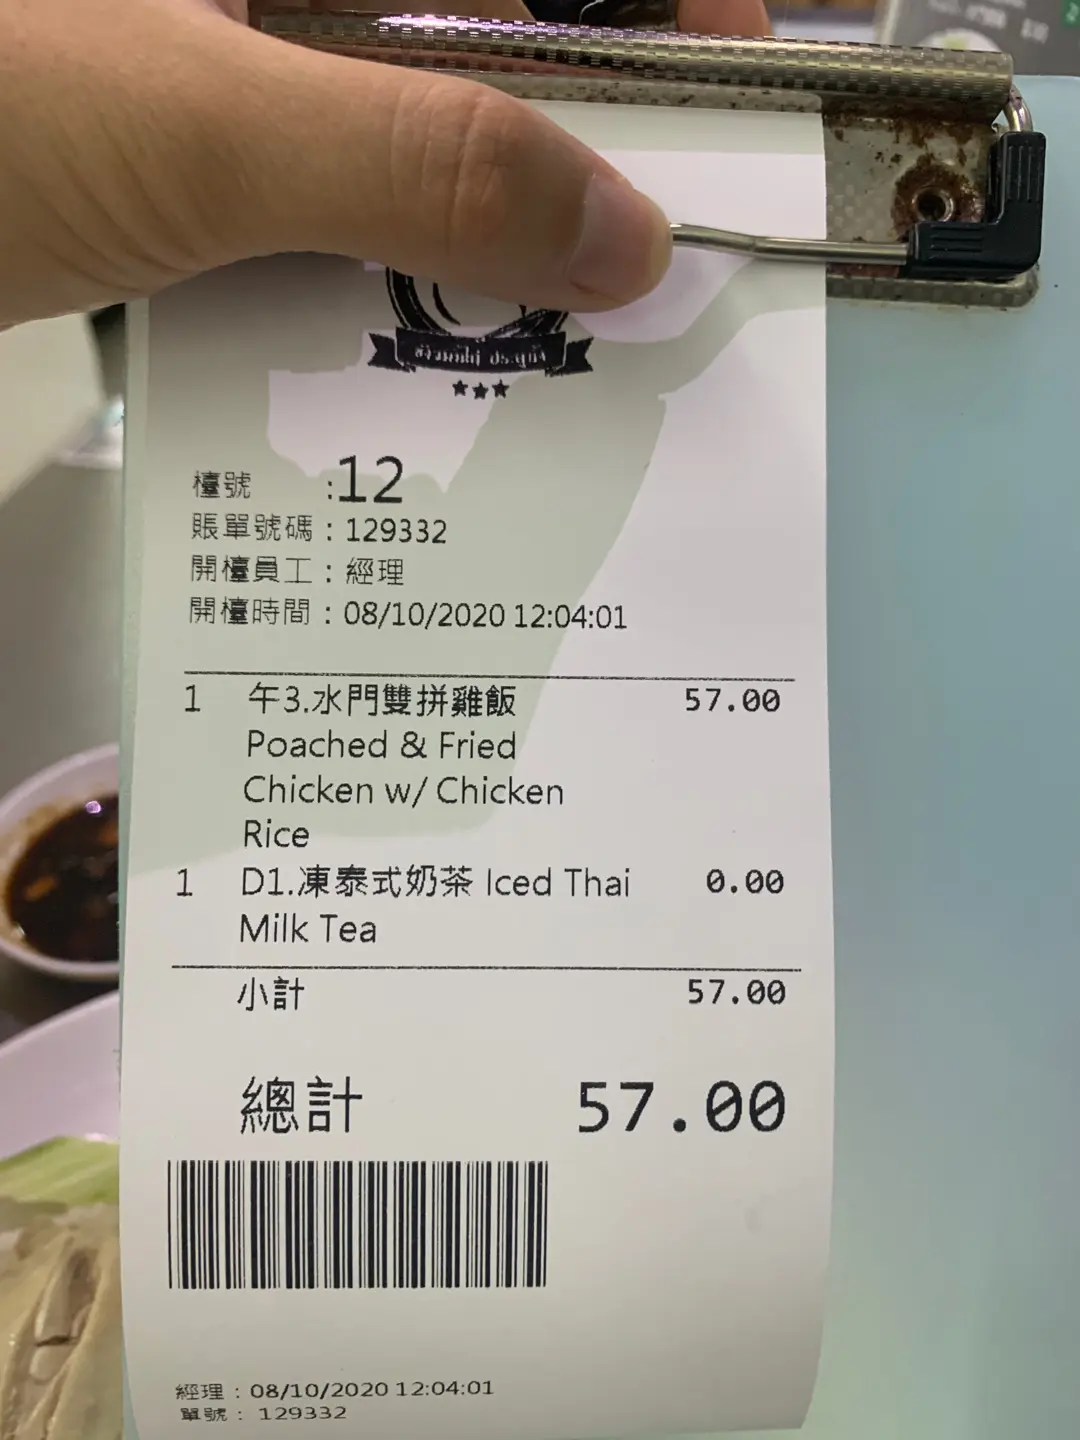 檯號 :12
賬單號碼 : 129332
開檯員工 : 經理
開檯時間 : 08/10/2020 12:04:01
1 午3.水門雙拼雞飯 57.00
Poached & Fried
Chicken w/ Chicken
Rice
1 D1.凍泰式奶茶 Iced Thai 0.00
Milk Tea
小計 57.00
總計 57.00
經理 : 08/10/2020 12:04:01
單號 : 129332